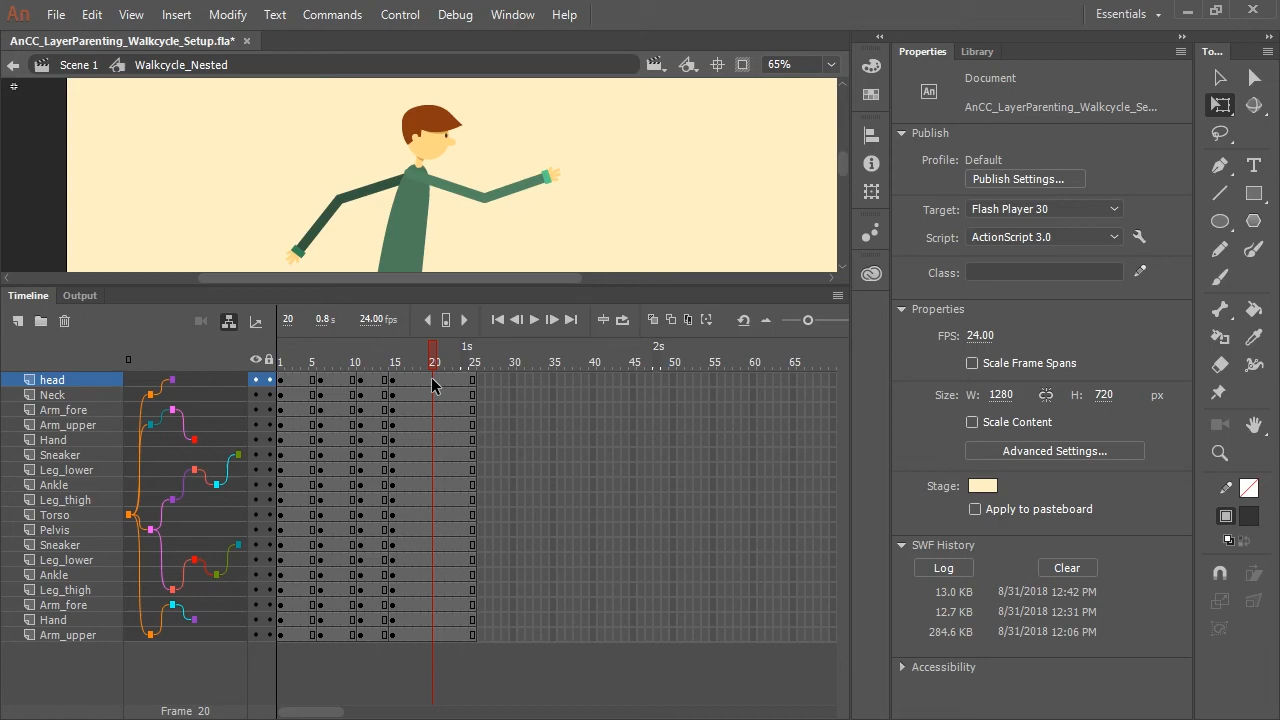 An File Edit View Insert Modify Text Commands Control Debug Window Help Essentials
AnCC_LayerParenting_Walkcycle_Setup.fla* ×
Scene 1 Walkcycle_Nested 65%
Timeline Output
20 0.8 s 24.00 fps
1s 2s
1 5 10 15 20 25 30 35 40 45 50 55 60 65
head
Neck
Arm_fore
Arm_upper
Hand
Sneaker
Leg_lower
Ankle
Leg_thigh
Torso
Pelvis
Sneaker
Leg_lower
Ankle
Leg_thigh
Arm_fore
Hand
Arm_upper
Frame 20
Properties Library
An Document
AnCC_LayerParenting_Walkcycle_Se...
Publish
Profile: Default
Publish Settings...
Target: Flash Player 30
Script: ActionScript 3.0
Class:
Properties
FPS: 24.00
Scale Frame Spans
Size: W: 1280 H: 720 px
Scale Content
Advanced Settings...
Stage:
Apply to pasteboard
SWF History
Log Clear
13.0 KB 8/31/2018 12:42 PM
12.7 KB 8/31/2018 12:31 PM
284.6 KB 8/31/2018 12:06 PM
Accessibility
To...
T